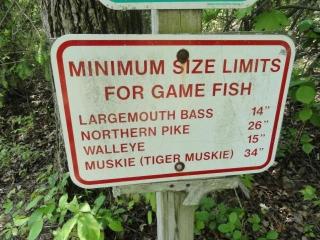 MINIMUM SIZE LIMITS
FOR GAME FISH
LARGEMOUTH BASS 14"
NORTHERN PIKE 26"
WALLEYE 15"
MUSKIE (TIGER MUSKIE) 34"